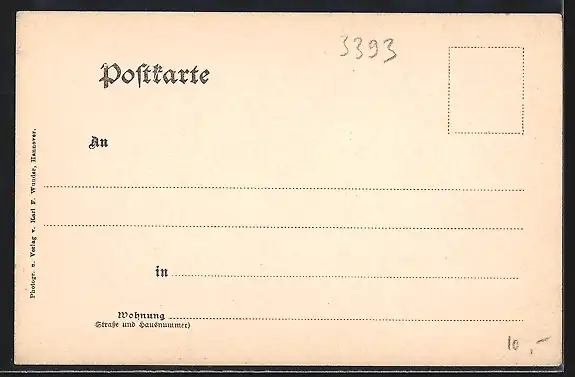 3393
Postkarte
An
in
Wohnung
(Straße und Hausnummer)
Photogr. u. Verlag v. Karl F. Wunder, Hannover.
10,-